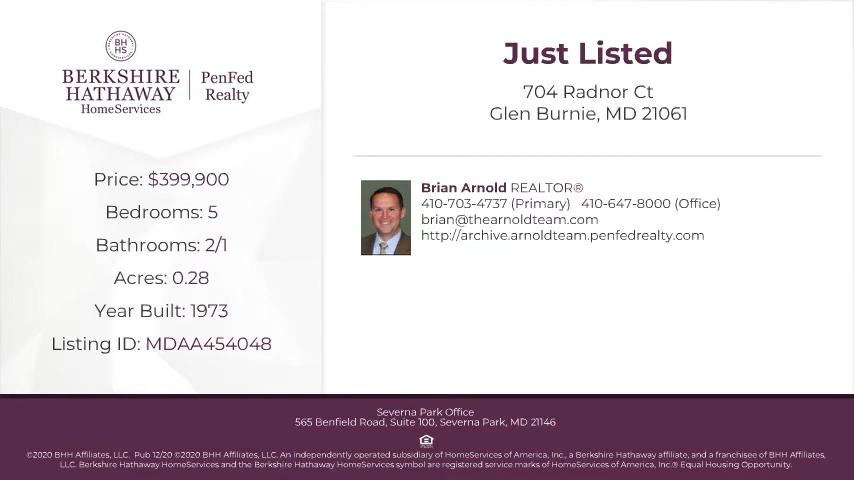 BH
HS
BERKSHIRE
HATHAWAY
HomeServices
PenFed
Realty
Price: $399,900
Bedrooms: 5
Bathrooms: 2/1
Acres: 0.28
Year Built: 1973
Listing ID: MDAA454048
Just Listed
704 Radnor Ct
Glen Burnie, MD 21061
Brian Arnold REALTOR®
410-703-4737 (Primary) 410-647-8000 (Office)
brian@thearnoldteam.com
http://archive.arnoldteam.penfedrealty.com
Severna Park Office
565 Benfield Road, Suite 100, Severna Park, MD 21146
©2020 BHH Affiliates, LLC. Pub 12/20 ©2020 BHH Affiliates, LLC. An independently operated subsidiary of HomeServices of America, Inc., a Berkshire Hathaway affiliate, and a franchisee of BHH Affiliates,
LLC. Berkshire Hathaway HomeServices and the Berkshire Hathaway HomeServices symbol are registered service marks of HomeServices of America, Inc.® Equal Housing Opportunity.